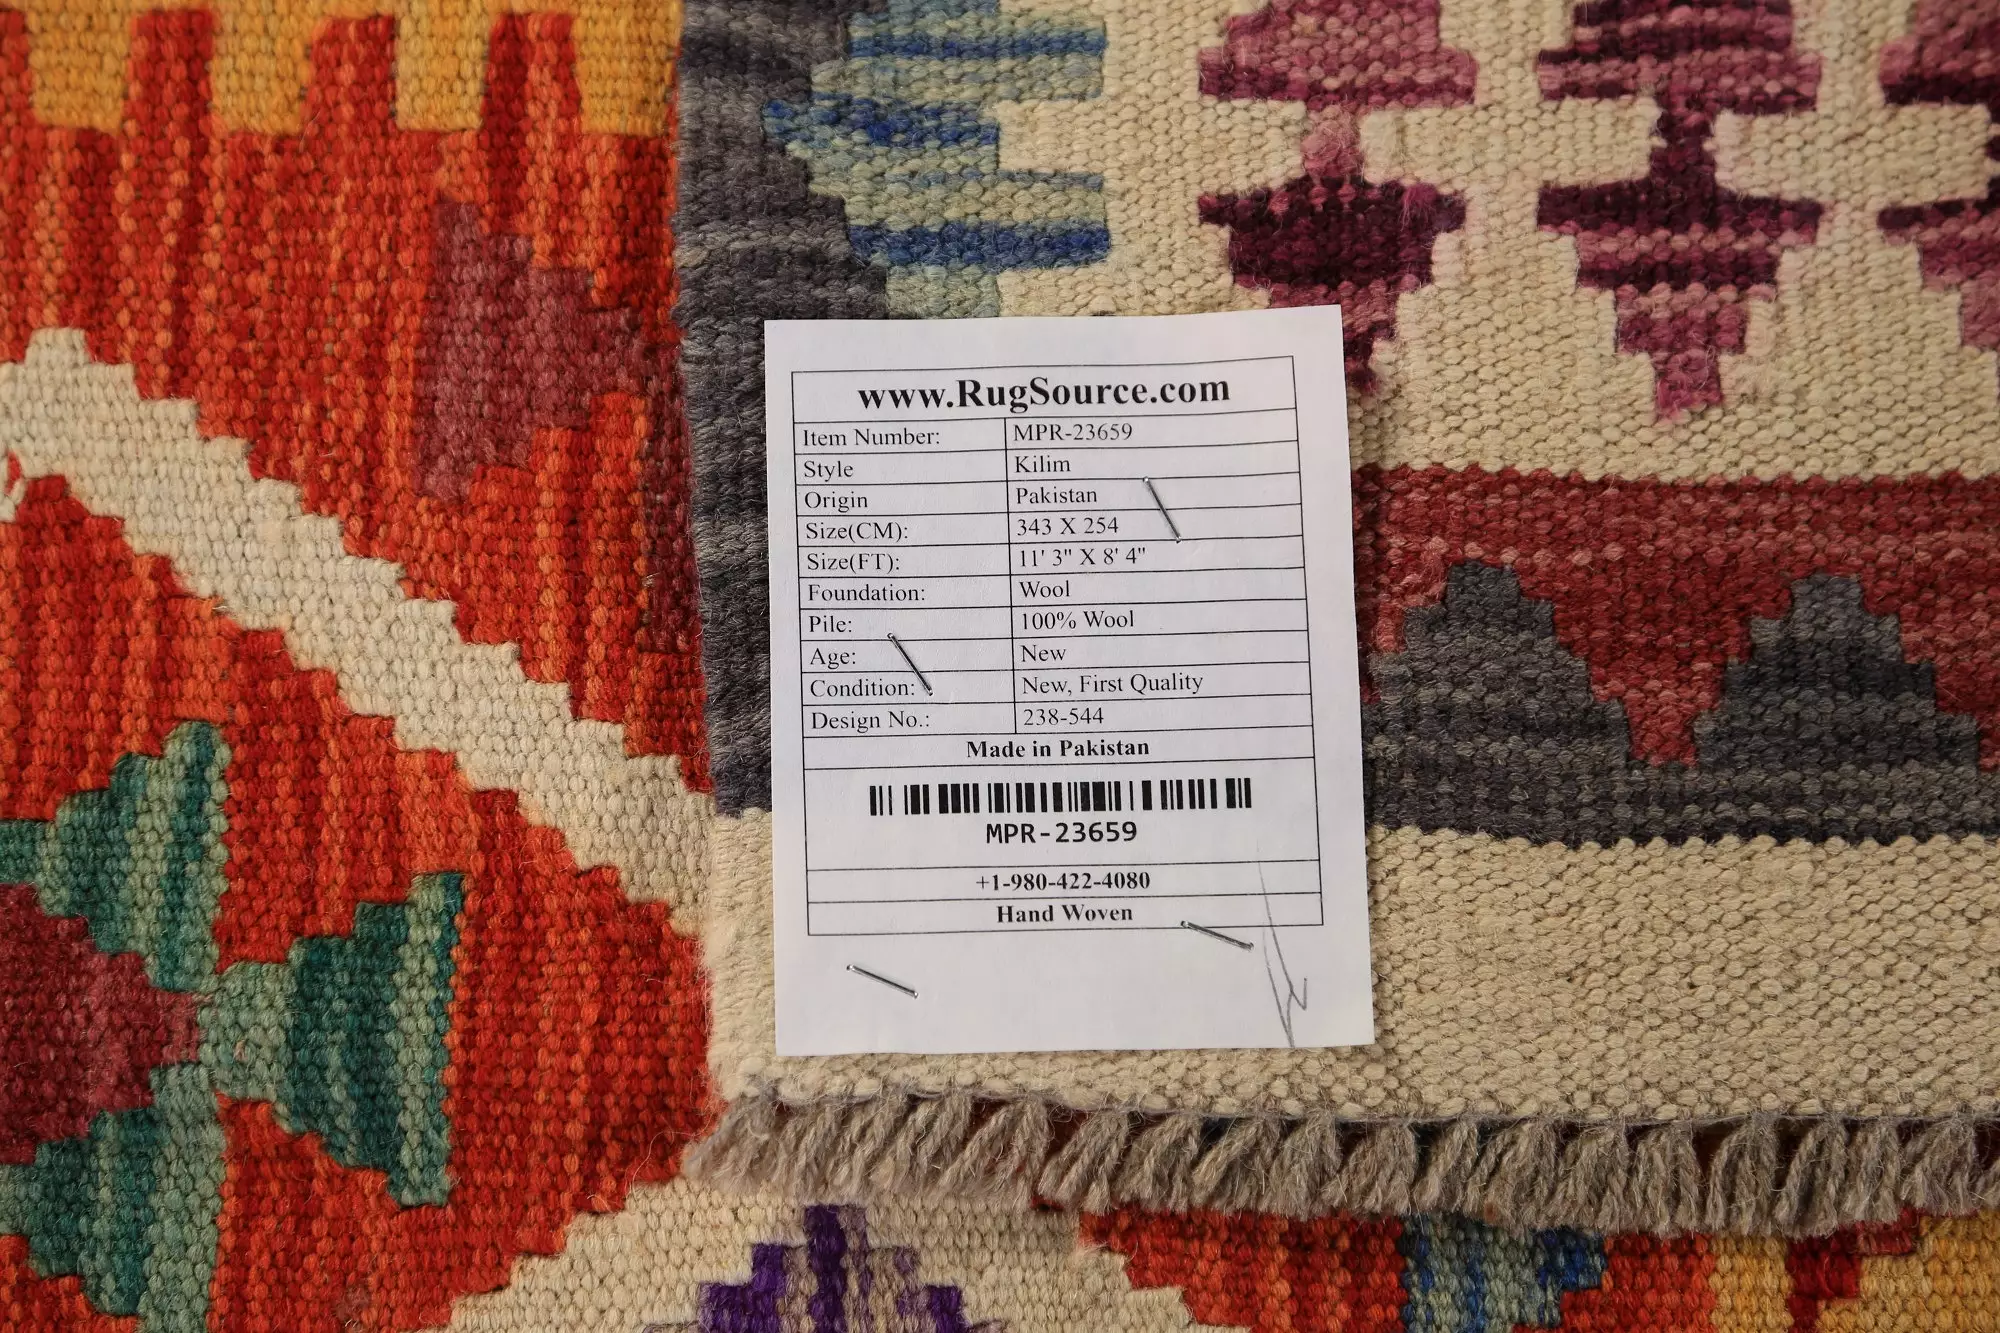 www.RugSource.com
Item Number: MPR-23659
Style Kilim
Origin Pakistan
Size(CM): 343 X 254
Size(FT): 11' 3" X 8' 4"
Foundation: Wool
Pile: 100% Wool
Age: New
Condition: New, First Quality
Design No.: 238-544
Made in Pakistan
MPR-23659
+1-980-422-4080
Hand Woven